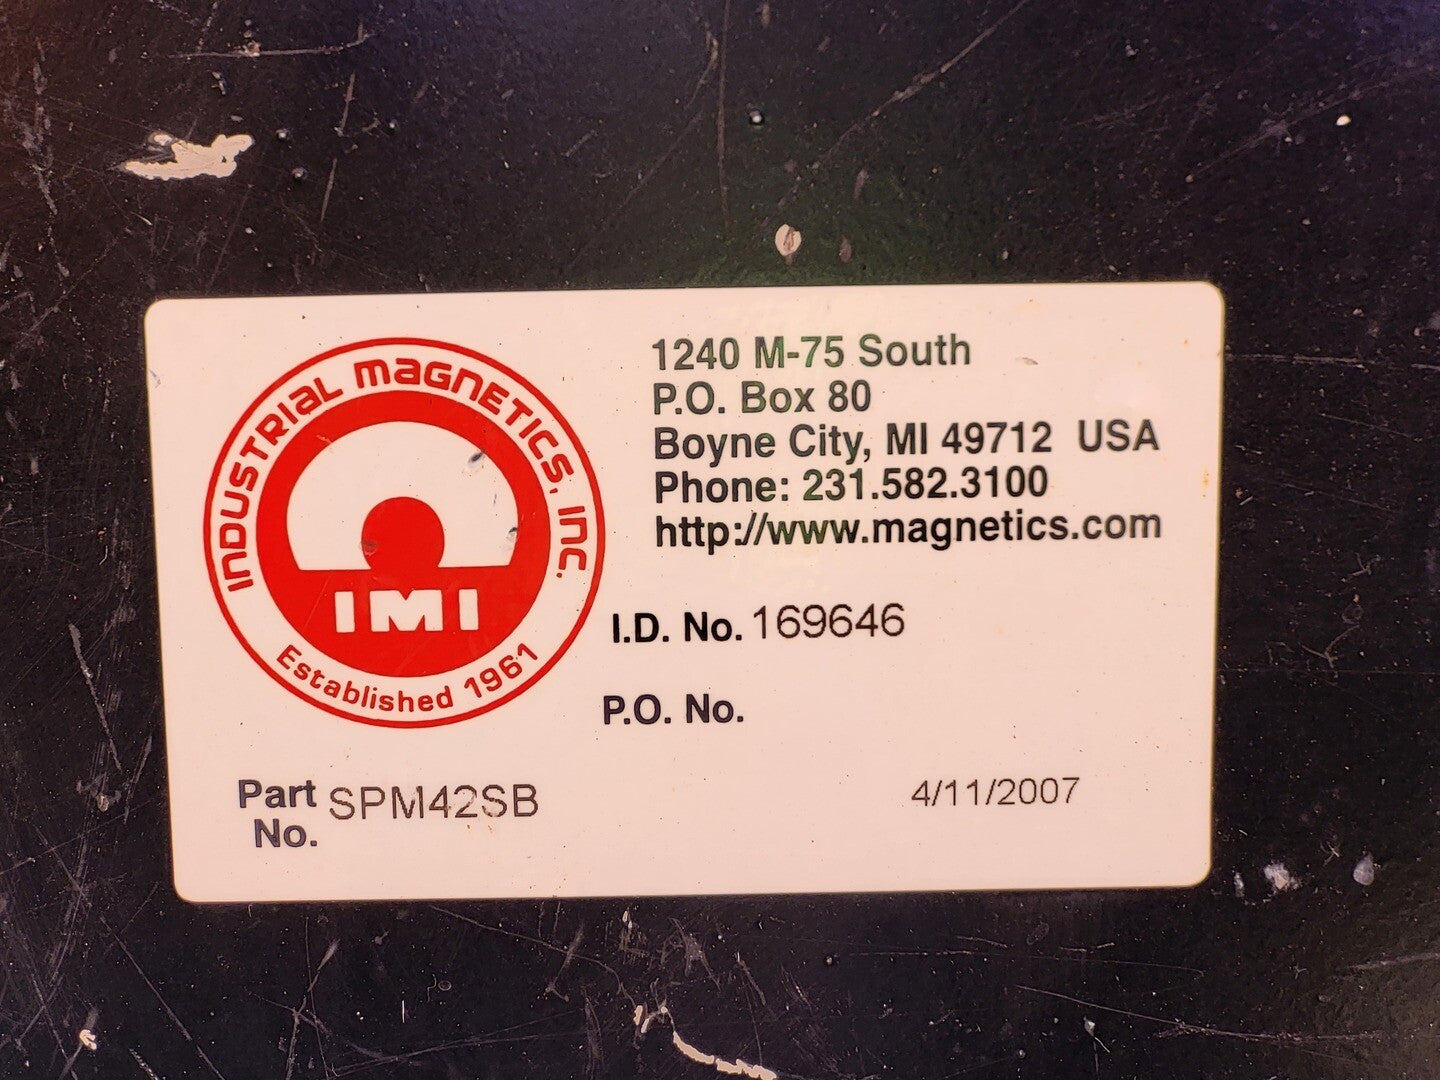 INDUSTRIAL MAGNETICS, INC.
IMI
Established 1961
1240 M-75 South
P.O. Box 80
Boyne City, MI 49712 USA
Phone: 231.582.3100
http://www.magnetics.com
I.D. No. 169646
P.O. No.
Part SPM42SB
No.
4/11/2007